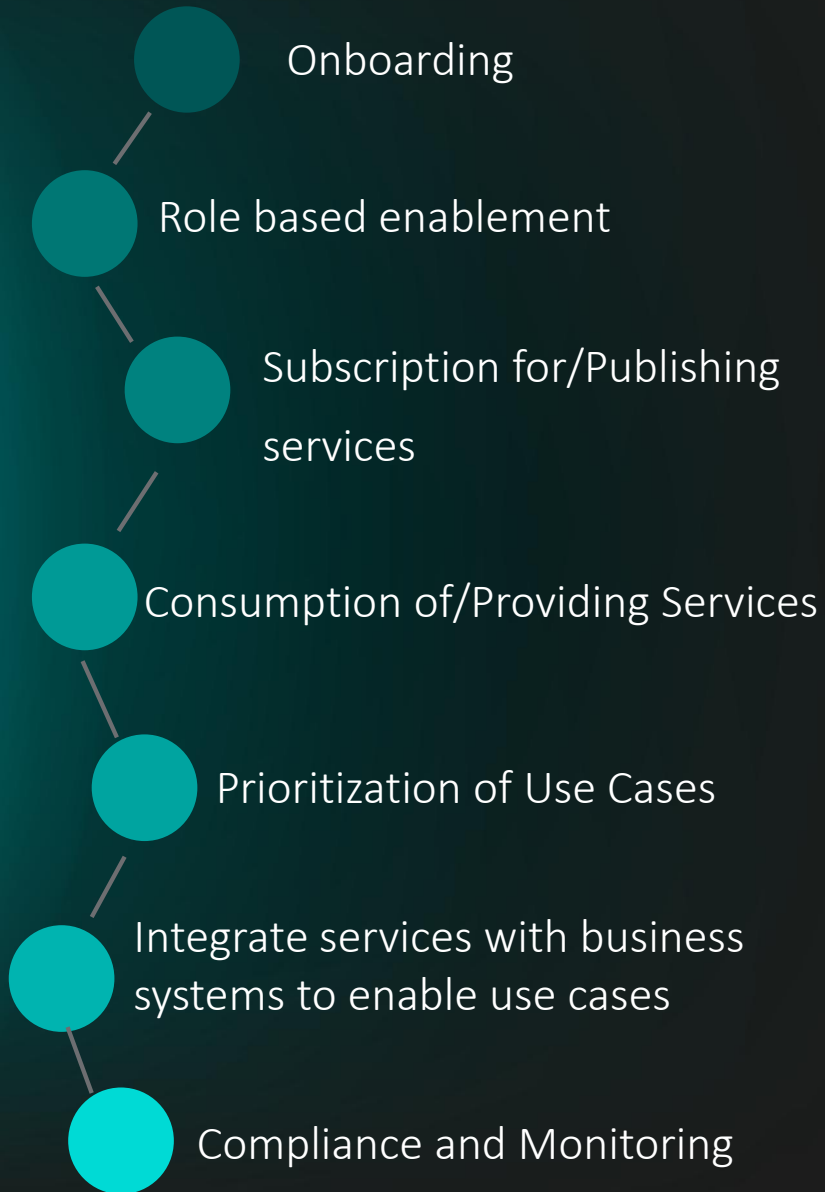 Onboarding
Role based enablement
Subscription for/Publishing
services
Consumption of/Providing Services
Prioritization of Use Cases
Integrate services with business
systems to enable use cases
Compliance and Monitoring